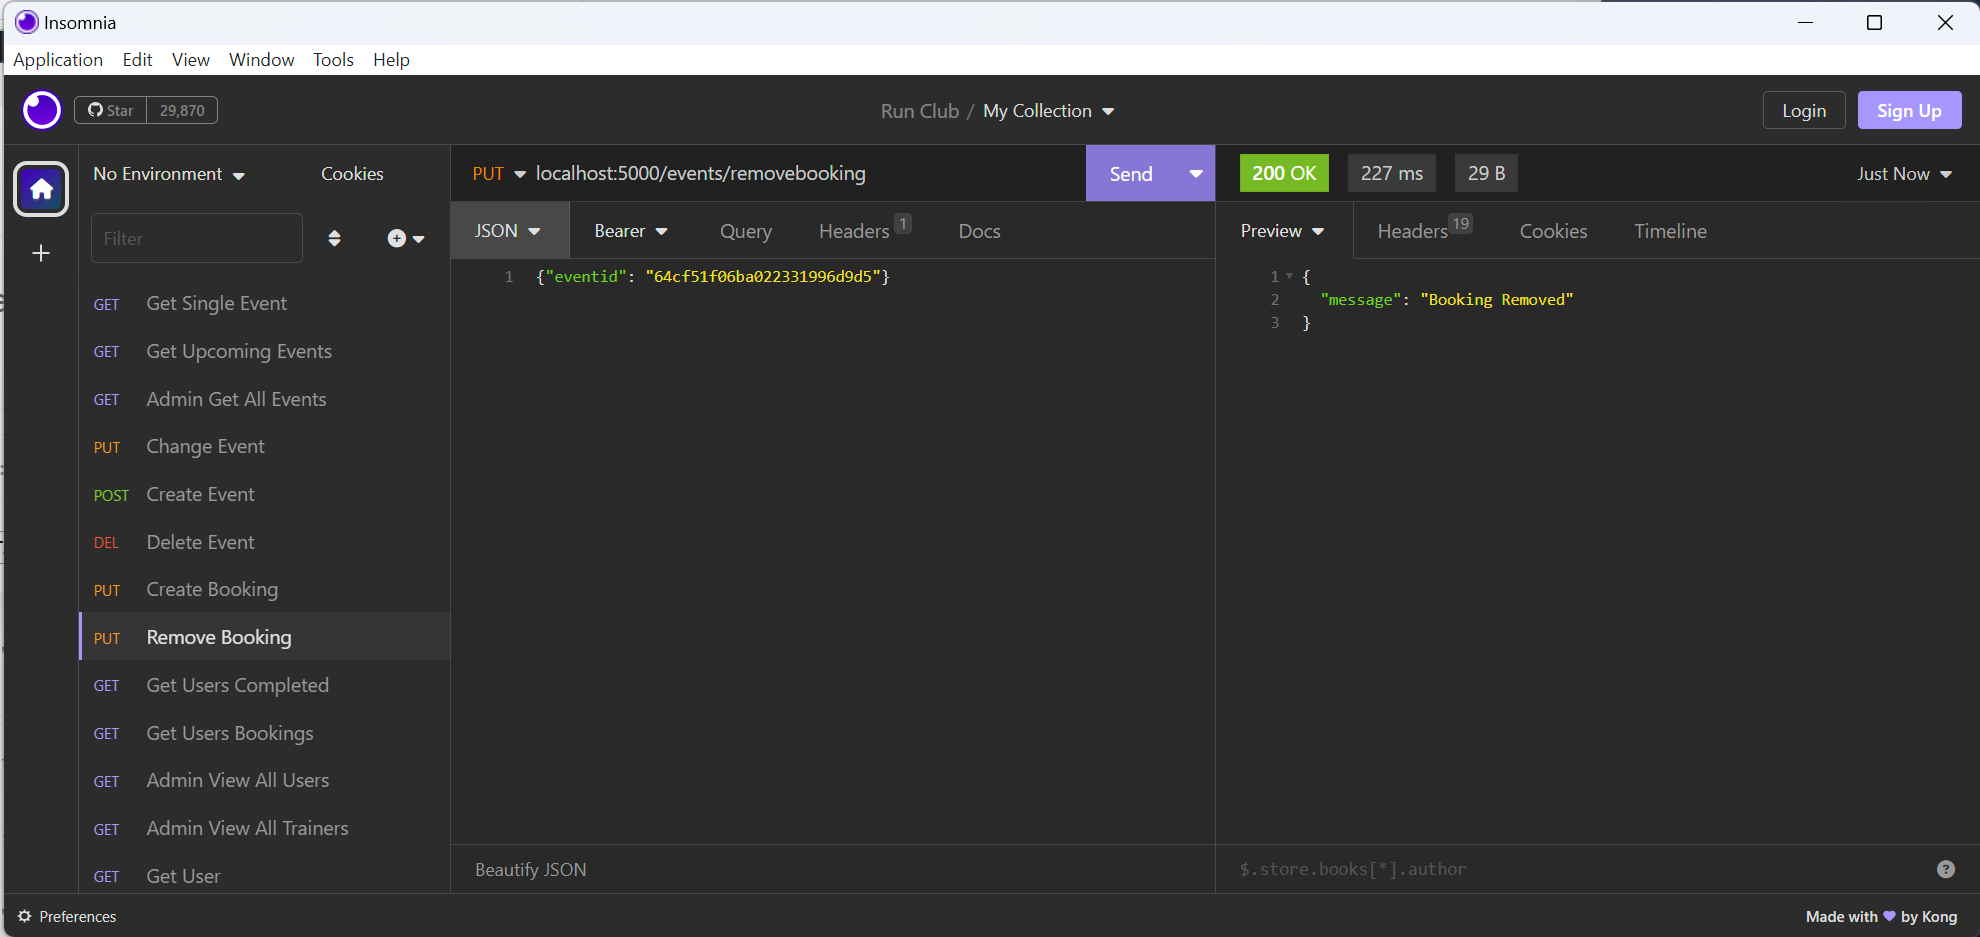 Insomnia
Application Edit View Window Tools Help
Star 29,870
Run Club / My Collection
Login Sign Up
No Environment Cookies
Filter
GET Get Single Event
GET Get Upcoming Events
GET Admin Get All Events
PUT Change Event
POST Create Event
DEL Delete Event
PUT Create Booking
PUT Remove Booking
GET Get Users Completed
GET Get Users Bookings
GET Admin View All Users
GET Admin View All Trainers
GET Get User
PUT localhost:5000/events/removebooking Send
JSON Bearer Query Headers 1 Docs
1 {"eventid": "64cf51f06ba022331996d9d5"}
Beautify JSON
200 OK 227 ms 29 B Just Now
Preview Headers 19 Cookies Timeline
1 {
2 "message": "Booking Removed"
3 }
$.store.books[*].author ?
Preferences
Made with by Kong